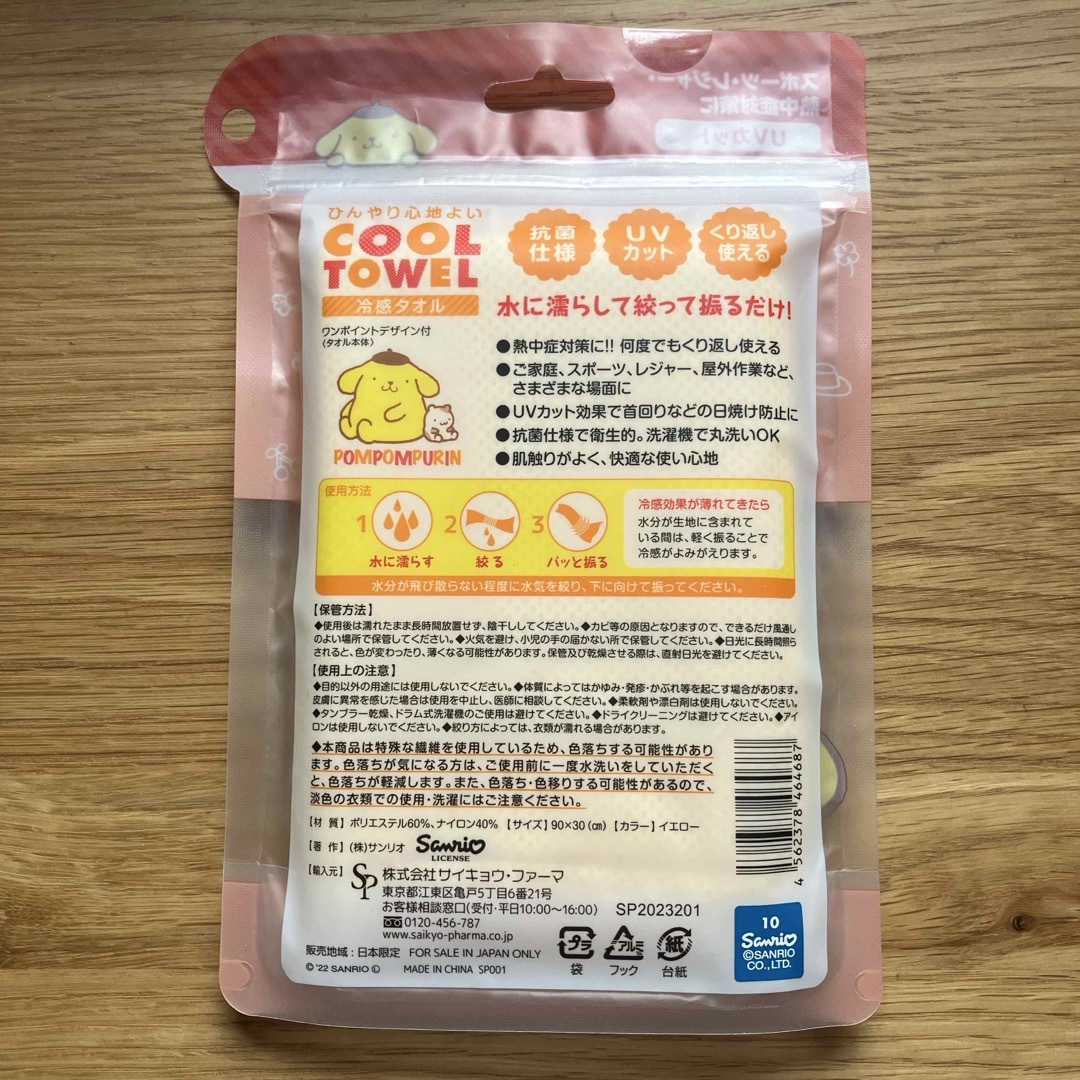 スポーツ・レジャー・
熱中症対策に
UVカット
ひんやり心地よい
COOL
TOWEL
冷感タオル
抗菌
仕様
UV
カット
くり返し
使える
水に濡らして絞って振るだけ!
ワンポイントデザイン付
〈タオル本体〉
POMPOMPURIN
●熱中症対策に!! 何度でもくり返し使える
●ご家庭、スポーツ、レジャー、屋外作業など、
さまざまな場面に
●UVカット効果で首回りなどの日焼け防止に
●抗菌仕様で衛生的。洗濯機で丸洗いOK
●肌触りがよく、快適な使い心地
使用方法
1
水に濡らす
2
絞る
3
パッと振る
冷感効果が薄れてきたら
水分が生地に含まれて
いる間は、軽く振ることで
冷感がよみがえります。
水分が飛び散らない程度に水気を絞り、下に向けて振ってください。
【保管方法】
◆使用後は濡れたまま長時間放置せず、陰干ししてください。◆カビ等の原因となりますので、できるだけ風通し
のよい場所で保管してください。◆火気を避け、小児の手の届かない所で保管してください。◆日光に長時間照ら
されると、色が変わったり、薄くなる可能性があります。保管及び乾燥させる際は、直射日光を避けてください。
【使用上の注意】
◆目的以外の用途には使用しないでください。◆体質によってはかゆみ・発疹・かぶれ等を起こす場合があります。
皮膚に異常を感じた場合は使用を中止し、医師に相談してください。◆柔軟剤や漂白剤は使用しないでください。
◆タンブラー乾燥、ドラム式洗濯機のご使用は避けてください。◆ドライクリーニングは避けてください。◆アイ
ロンは使用しないでください。◆絞り方によっては、衣類が濡れる場合があります。
◆本商品は特殊な繊維を使用しているため、色落ちする可能性があり
ます。色落ちが気になる方は、ご使用前に一度水洗いをしていただく
と、色落ちが軽減します。また、色落ち・色移りする可能性があるので、
淡色の衣類での使用・洗濯にはご注意ください。
【材 質】ポリエステル60%、ナイロン40% 【サイズ】90×30(㎝)【カラー】イエロー
【著 作】(株)サンリオ Sanrio
LICENSE
【輸入元】 SP 株式会社サイキョウ・ファーマ
東京都江東区亀戸5丁目6番21号
お客様相談窓口(受付・平日10:00〜16:00) SP2023201
0120-456-787
www.saikyo-pharma.co.jp
販売地域:日本限定 FOR SALE IN JAPAN ONLY
© '22 SANRIO Ⓛ MADE IN CHINA SP001
プラ
袋
アルミ
フック
紙
台紙
4 562378 464687
10
Sanrio
©SANRIO
CO.,LTD.